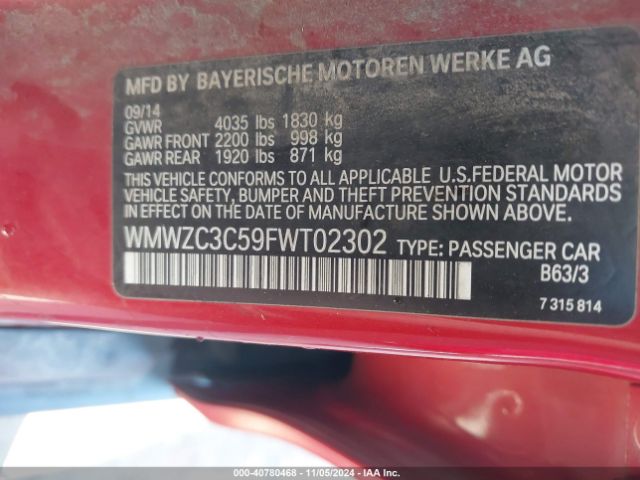 MFD BY BAYERISCHE MOTOREN WERKE AG
09/14
GVWR 4035 lbs 1830 kg
GAWR FRONT 2200 lbs 998 kg
GAWR REAR 1920 lbs 871 kg
THIS VEHICLE CONFORMS TO ALL APPLICABLE U.S.FEDERAL MOTOR
VEHICLE SAFETY, BUMPER AND THEFT PREVENTION STANDARDS
IN EFFECT ON THE DATE OF MANUFACTURE SHOWN ABOVE.
WMWZC3C59FWT02302 TYPE: PASSENGER CAR
B63/3
7 315 814
000-40780468 - 11/05/2024 - IAA Inc.